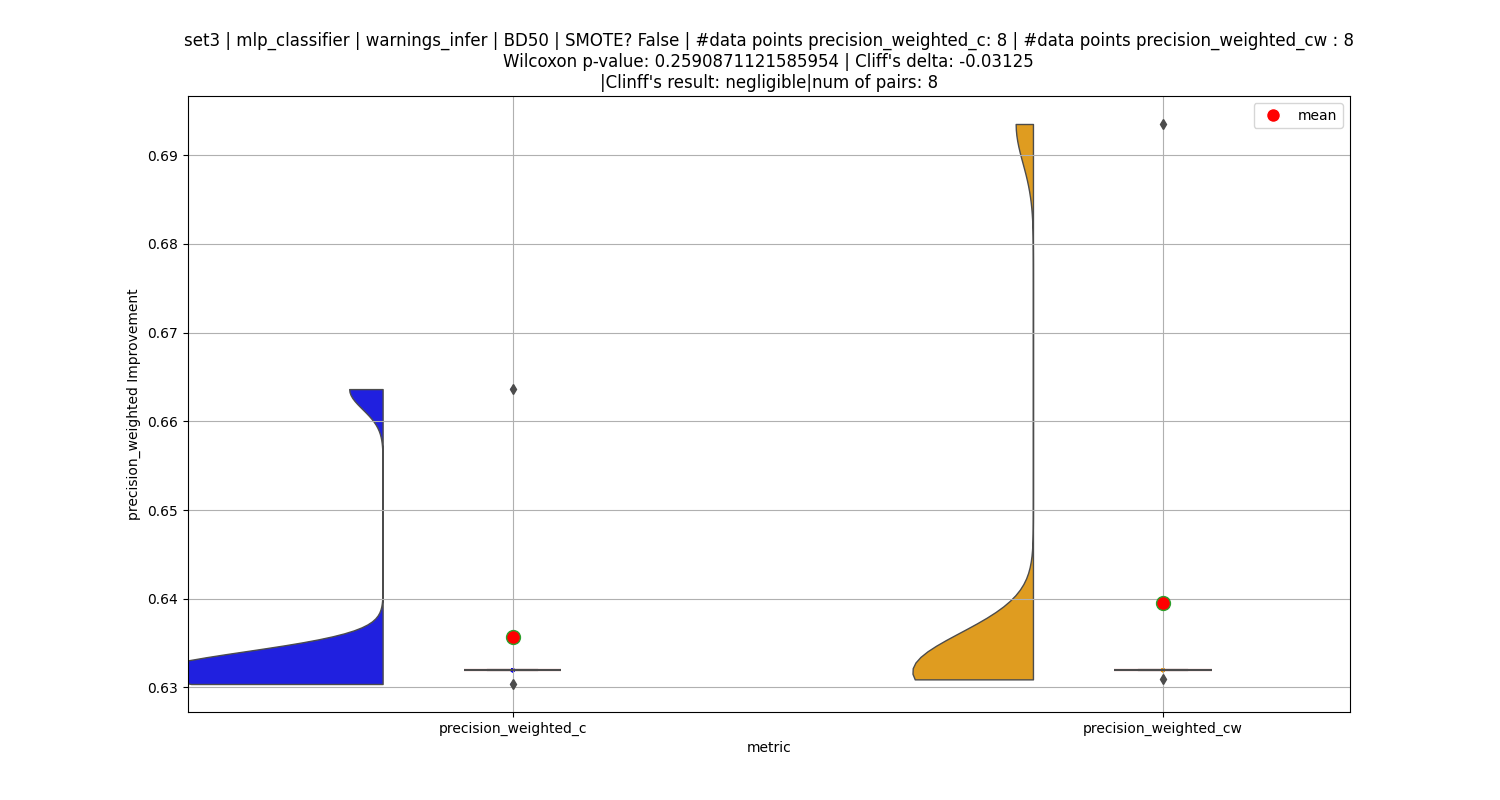 set3 | mlp_classifier | warnings_infer | BD50 | SMOTE? False | #data points precision_weighted_c: 8 | #data points precision_weighted_cw : 8
Wilcoxon p-value: 0.2590871121585954 | Cliff's delta: -0.03125
|Clinff's result: negligible|num of pairs: 8
mean
0.69
0.68
0.67
0.66
0.65
0.64
0.63
precision_weighted Improvement
precision_weighted_c
precision_weighted_cw
metric